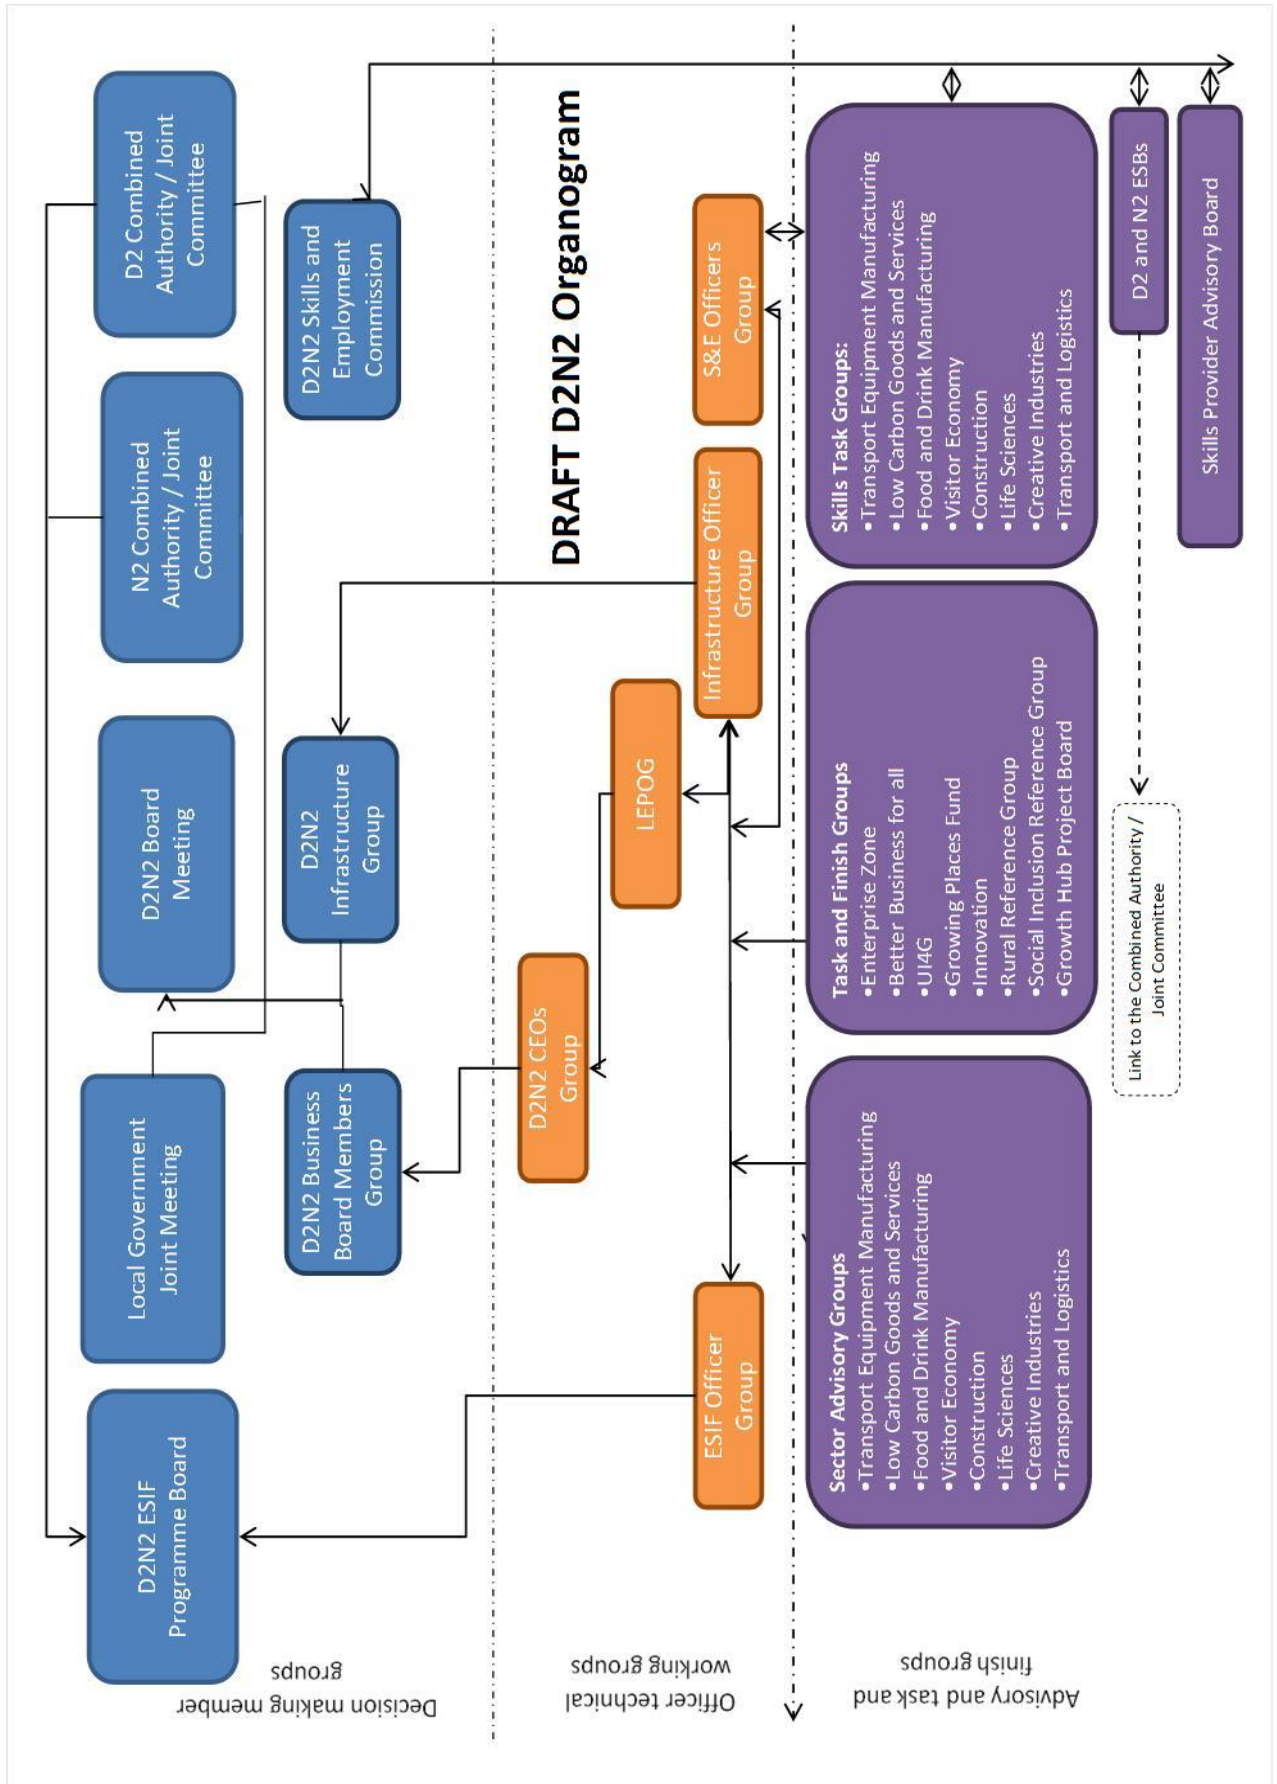 DRAFT D2N2 Organogram
Decision making member
groups
D2N2 ESIF
Programme Board
Local Government
Joint Meeting
D2N2 Board
Meeting
N2 Combined
Authority / Joint
Committee
D2 Combined
Authority / Joint
Committee
D2N2 Business
Board Members
Group
D2N2
Infrastructure
Group
D2N2 Skills and
Employment
Commission
Officer technical
working groups
D2N2 CEOs
Group
LEPOG
ESIF Officer
Group
Infrastructure Officer
Group
S&E Officers
Group
Advisory and task and
finish groups
Sector Advisory Groups
•Transport Equipment Manufacturing
•Low Carbon Goods and Services
•Food and Drink Manufacturing
•Visitor Economy
•Construction
•Life Sciences
•Creative Industries
•Transport and Logistics
Task and Finish Groups
•Enterprise Zone
•Better Business for all
•UI4G
•Growing Places Fund
•Innovation
•Rural Reference Group
•Social Inclusion Reference Group
•Growth Hub Project Board
Skills Task Groups:
•Transport Equipment Manufacturing
•Low Carbon Goods and Services
•Food and Drink Manufacturing
•Visitor Economy
•Construction
•Life Sciences
•Creative Industries
•Transport and Logistics
Link to the Combined Authority /
Joint Committee
D2 and N2 ESBs
Skills Provider Advisory Board